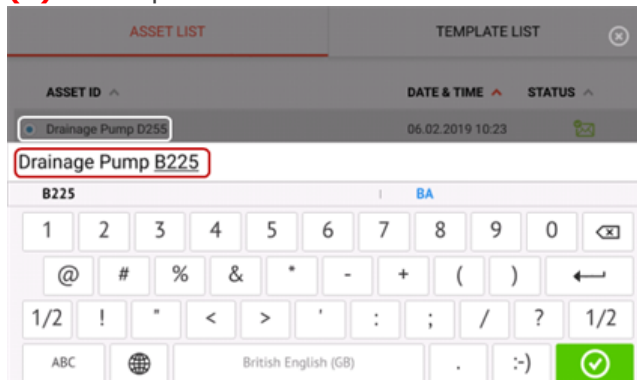 ASSET LIST TEMPLATE LIST
ASSET ID DATE & TIME STATUS
Drainage Pump D255 06.02.2019 10:23
Drainage Pump B225
B225 BA
1 2 3 4 5 6 7 8 9 0
@ # % & * - + ( )
1/2 ! " < > ' : ; / ? 1/2
ABC British English (GB) . :-)